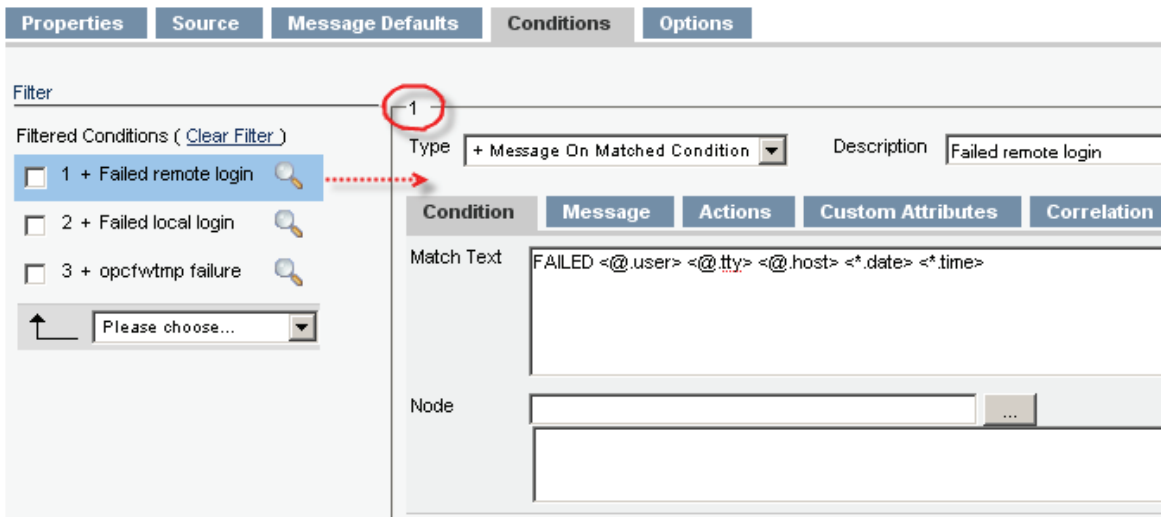 Properties Source Message Defaults Conditions Options
Filter
Filtered Conditions ( Clear Filter )
1 + Failed remote login
2 + Failed local login
3 + opcfwtmp failure
Please choose...
1
Type + Message On Matched Condition Description Failed remote login
Condition Message Actions Custom Attributes Correlation
Match Text FAILED <@.user> <@.tty> <@.host> <*.date> <*.time>
Node ...